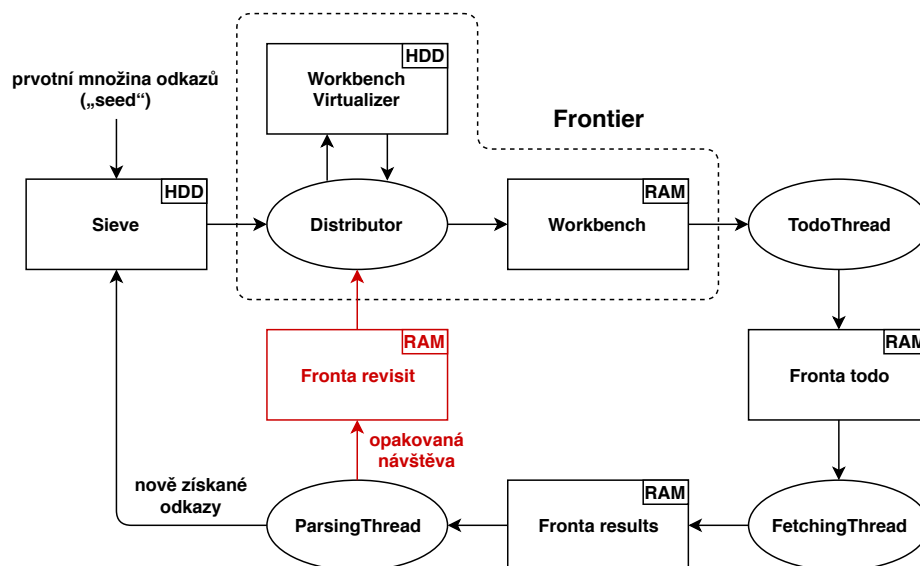 HDD
Workbench
Virtualizer
prvotní množina odkazů
(„seed“)
Frontier
HDD
Sieve
Distributor
RAM
Workbench
TodoThread
RAM
Fronta revisit
RAM
Fronta todo
opakovaná
návštěva
nově získané
odkazy
ParsingThread
RAM
Fronta results
FetchingThread